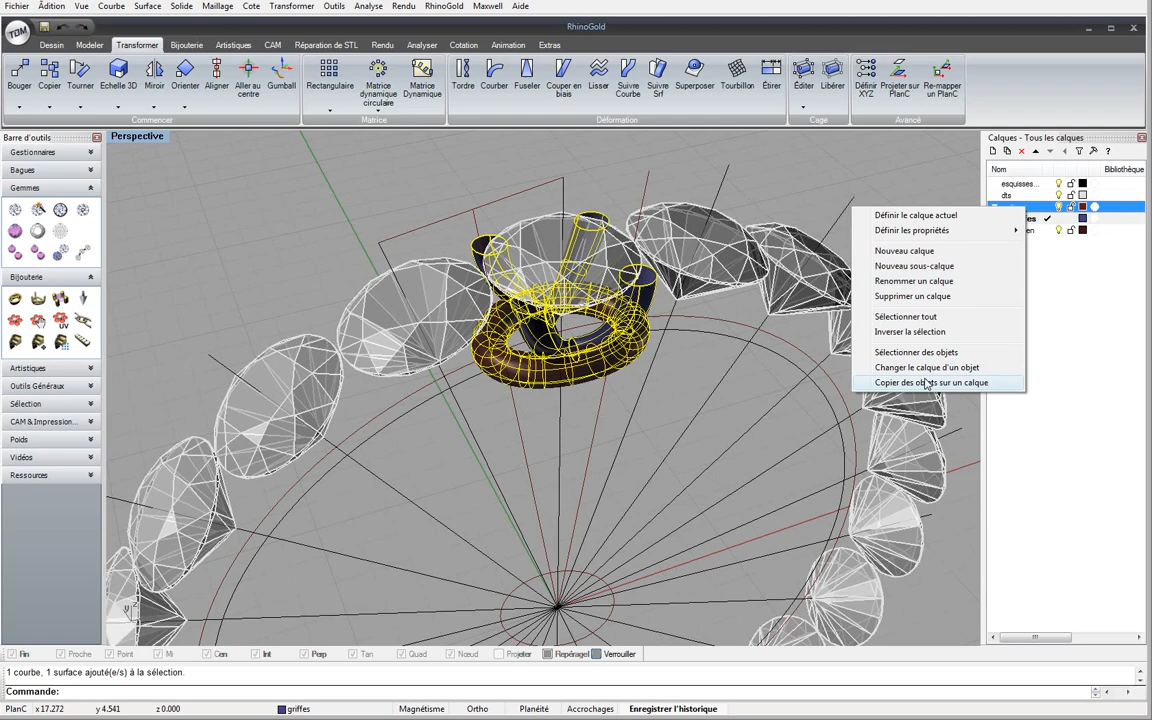 Fichier Ādition Vue Courbe Surface Solide Maillage Cote Transformer Outils Analyse Rendu RhinoGold Maxwell Aide
TDM
RhinoGold
Dessin Modeler Transformer Bijouterie Artistiques CAM Réparation de STL Rendu Analyser Cotation Animation Extras
Bouger Copier Tourner Echelle 3D Miroir Orienter Aligner Aller au centre Gumball Rectangulaire Matrice dynamique circulaire Matrice Dynamique Tordre Courber Fuseler Couper en biais Lisser Suivre Courbe Suivre Srf Superposer Tourbillon Étirer Éditer Libérer Définir XYZ Projeter sur PlanC Re-mapper un PlanC
Commencer Matrice Déformation Cage Avancé
Barre d'outils
Gestionnaires
Bagues
Gemmes
Bijouterie
UV
Artistiques
Outils Généraux
Sélection
CAM & Impression...
Poids
Vidéos
Ressources
Perspective
Calques - Tous les calques
Nom Bibliothèque
esquisses...
dts
Définir le calque actuel
Définir les propriétés
Nouveau calque
Nouveau sous-calque
Renommer un calque
Supprimer un calque
Sélectionner tout
Inverser la sélection
Sélectionner des objets
Changer le calque d'un objet
Copier des objets sur un calque
Fin Proche Point Mi Cen Int Perp Tan Quad Nœud Projeter Repérage! Verrouiller
1 courbe, 1 surface ajouté(e/s) à la sélection.
Commande:
PlanC x 17.272 y 4.541 z 0.000 griffes Magnétisme Ortho Planéité Accrochages Enregistrer l'historique